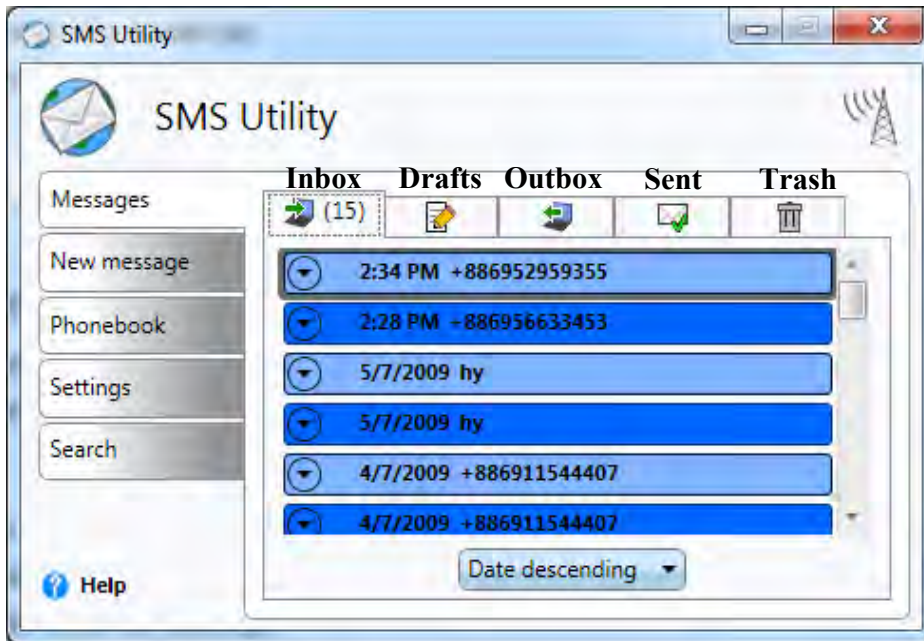 SMS Utility
SMS Utility
Inbox Drafts Outbox Sent Trash
(15)
Messages
New message
Phonebook
Settings
Search
Help
2:34 PM +886952959355
2:28 PM +886956633453
5/7/2009 hy
5/7/2009 hy
4/7/2009 +886911544407
4/7/2009 +886911544407
Date descending